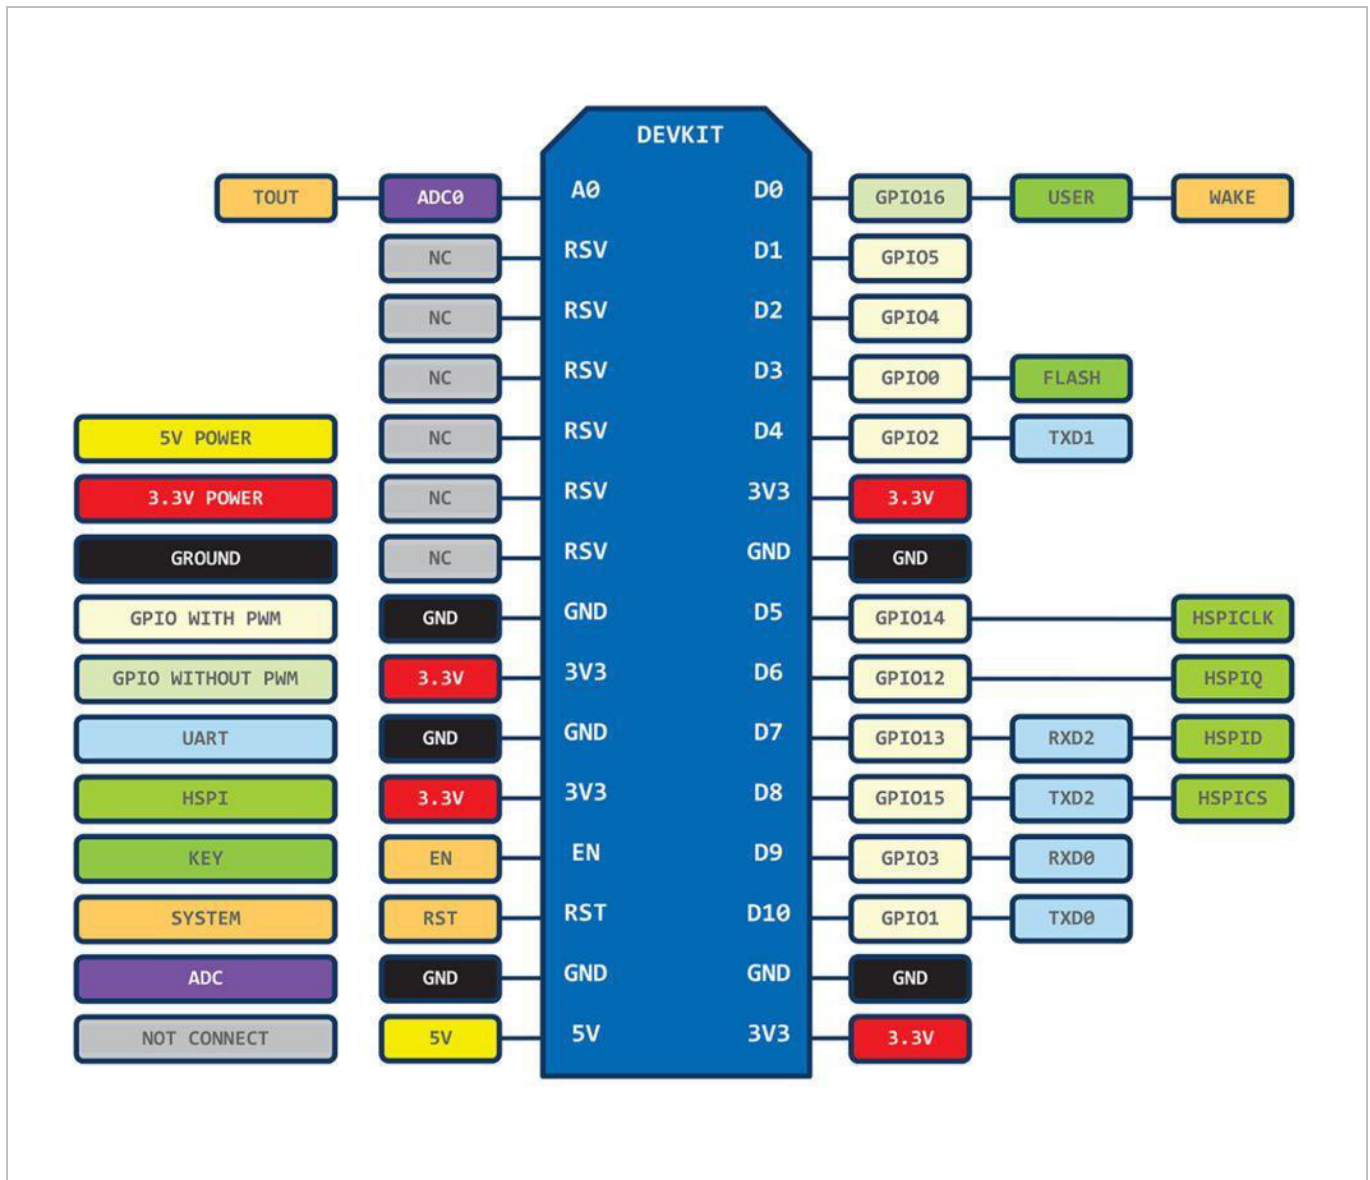 DEVKIT
TOUT ADC0 A0 D0 GPIO16 USER WAKE
NC RSV D1 GPIO5
NC RSV D2 GPIO4
NC RSV D3 GPIO0 FLASH
5V POWER NC RSV D4 GPIO2 TXD1
3.3V POWER NC RSV 3V3 3.3V
GROUND NC RSV GND GND
GPIO WITH PWM GND GND D5 GPIO14 HSPICLK
GPIO WITHOUT PWM 3.3V 3V3 D6 GPIO12 HSPIQ
UART GND GND D7 GPIO13 RXD2 HSPID
HSPI 3.3V 3V3 D8 GPIO15 TXD2 HSPICS
KEY EN EN D9 GPIO3 RXD0
SYSTEM RST RST D10 GPIO1 TXD0
ADC GND GND GND GND
NOT CONNECT 5V 5V 3V3 3.3V